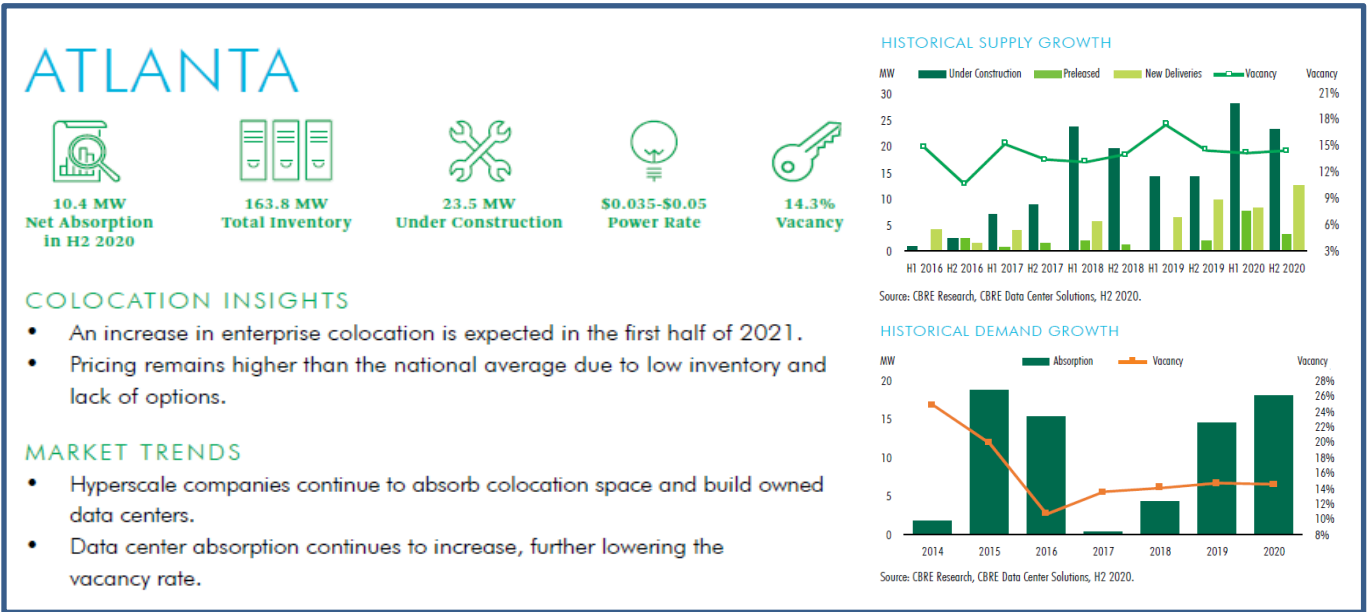 ATLANTA
10.4 MW
Net Absorption
in H2 2020
163.8 MW
Total Inventory
23.5 MW
Under Construction
$0.035-$0.05
Power Rate
14.3%
Vacancy
COLOCATION INSIGHTS
• An increase in enterprise colocation is expected in the first half of 2021.
• Pricing remains higher than the national average due to low inventory and
lack of options.
MARKET TRENDS
• Hyperscale companies continue to absorb colocation space and build owned
data centers.
• Data center absorption continues to increase, further lowering the
vacancy rate.
HISTORICAL SUPPLY GROWTH
MW Under Construction Preleased New Deliveries Vacancy Vacancy
30 21%
25 18%
20 15%
15 12%
10 9%
5 6%
0 3%
H1 2016 H2 2016 H1 2017 H2 2017 H1 2018 H2 2018 H1 2019 H2 2019 H1 2020 H2 2020
Source: CBRE Research, CBRE Data Center Solutions, H2 2020.
HISTORICAL DEMAND GROWTH
MW Absorption Vacancy Vacancy
20 28%
26%
24%
15 22%
20%
10 18%
16%
5 14%
12%
10%
0 8%
2014 2015 2016 2017 2018 2019 2020
Source: CBRE Research, CBRE Data Center Solutions, H2 2020.